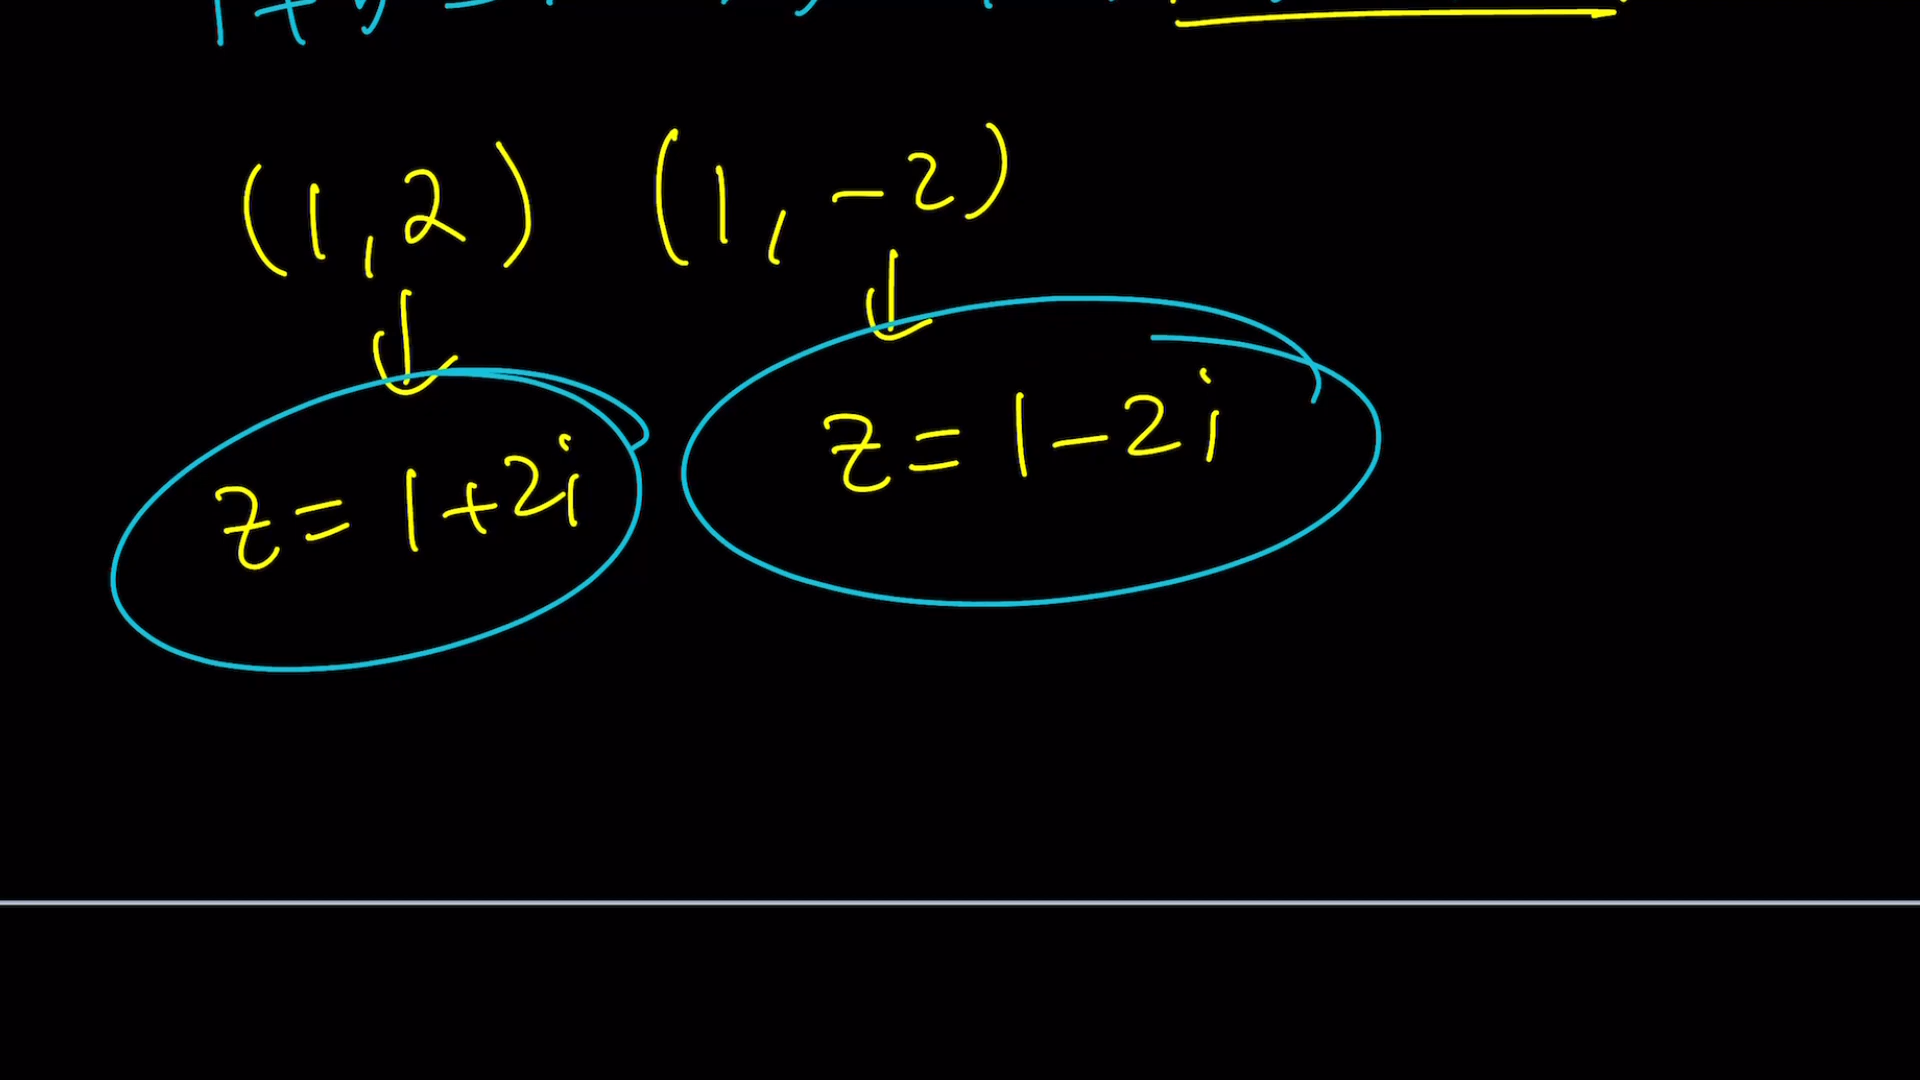 (1,2) (1,-2)
z = 1+2i
z = 1-2i